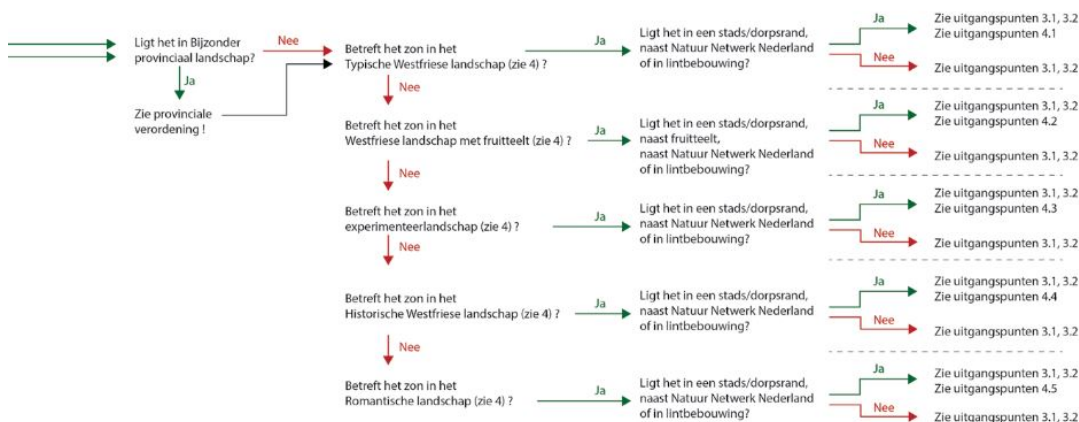 Ligt het in Bijzonder
provinciaal landschap?
Nee
Ja
Zie provinciale
verordening !
Betreft het zon in het
Typische Westfriese landschap (zie 4) ?
Ja
Nee
Ligt het in een stads/dorpsrand,
naast Natuur Netwerk Nederland
of in lintbebouwing?
Ja
Zie uitgangspunten 3.1, 3.2
Zie uitgangspunten 4.1
Nee
Zie uitgangspunten 3.1, 3.2
Betreft het zon in het
Westfriese landschap met fruitteelt (zie 4) ?
Ja
Nee
Ligt het in een stads/dorpsrand,
naast fruitteelt,
naast Natuur Netwerk Nederland
of in lintbebouwing?
Ja
Zie uitgangspunten 3.1, 3.2
Zie uitgangspunten 4.2
Nee
Zie uitgangspunten 3.1, 3.2
Betreft het zon in het
experimenteerlandschap (zie 4) ?
Ja
Nee
Ligt het in een stads/dorpsrand,
naast Natuur Netwerk Nederland
of in lintbebouwing?
Ja
Zie uitgangspunten 3.1, 3.2
Zie uitgangspunten 4.3
Nee
Zie uitgangspunten 3.1, 3.2
Betreft het zon in het
Historische Westfriese landschap (zie 4) ?
Ja
Nee
Ligt het in een stads/dorpsrand,
naast Natuur Netwerk Nederland
of in lintbebouwing?
Ja
Zie uitgangspunten 3.1, 3.2
Zie uitgangspunten 4.4
Nee
Zie uitgangspunten 3.1, 3.2
Betreft het zon in het
Romantische landschap (zie 4) ?
Ja
Ligt het in een stads/dorpsrand,
naast Natuur Netwerk Nederland
of in lintbebouwing?
Ja
Zie uitgangspunten 3.1, 3.2
Zie uitgangspunten 4.5
Nee
Zie uitgangspunten 3.1, 3.2